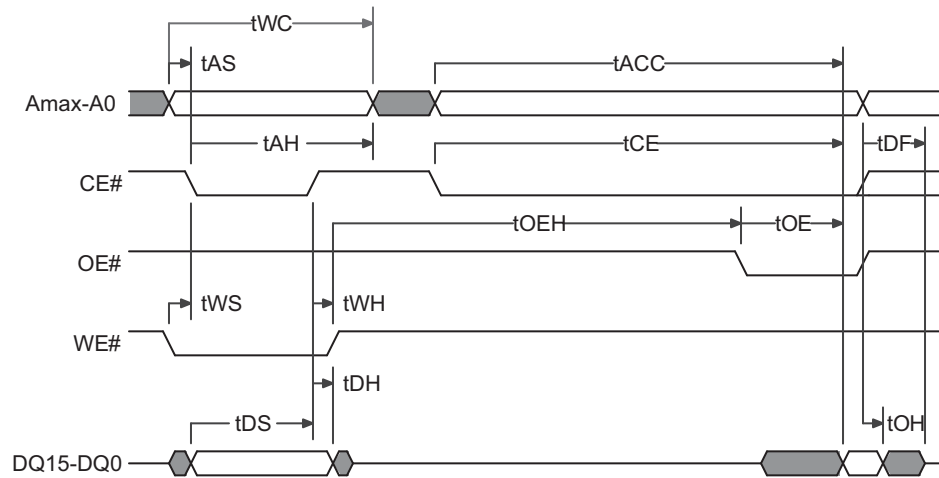 tWC
tAS
tACC
Amax-A0
tAH
tCE
tDF
CE#
tOEH
tOE
OE#
tWS
tWH
WE#
tDH
tDS
tOH
DQ15-DQ0